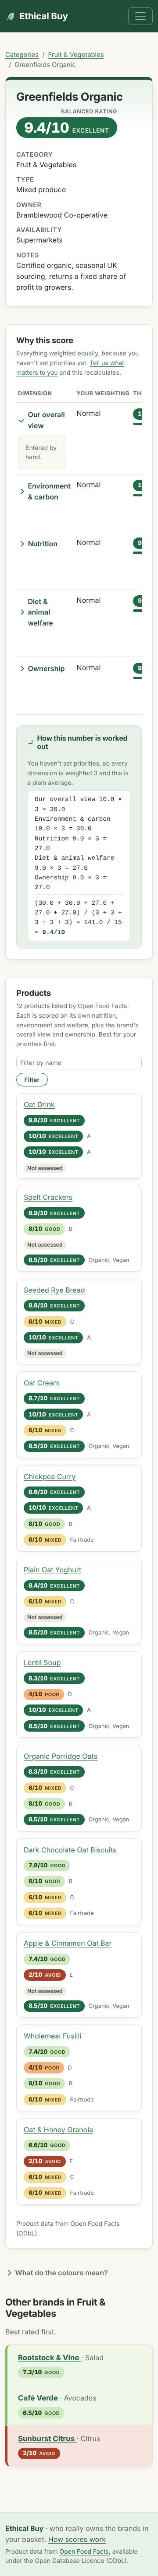 Ethical Buy
Categories / Fruit & Vegetables
/ Greenfields Organic
Greenfields Organic
BALANCED RATING
9.4/10 EXCELLENT
CATEGORY
Fruit & Vegetables
TYPE
Mixed produce
OWNER
Bramblewood Co-operative
AVAILABILITY
Supermarkets
NOTES
Certified organic, seasonal UK
sourcing, returns a fixed share of
profit to growers.
Why this score
Everything weighted equally, because you
haven't set priorities yet. Tell us what
matters to you and this recalculates.
DIMENSION YOUR WEIGHTING TH
Our overall
view
Normal
Entered by
hand.
Environment
& carbon
Normal
Nutrition
Normal
Diet &
animal
welfare
Normal
Ownership
Normal
How this number is worked
out
You haven't set priorities, so every
dimension is weighted 3 and this is
a plain average.
Our overall view 10.0 ×
3 = 30.0
Environment & carbon
10.0 × 3 = 30.0
Nutrition 9.0 × 3 =
27.0
Diet & animal welfare
9.0 × 3 = 27.0
Ownership 9.0 × 3 =
27.0
(30.0 + 30.0 + 27.0 +
27.0 + 27.0) / (3 + 3 +
3 + 3 + 3) = 141.0 / 15
= 9.4/10
Products
12 products listed by Open Food Facts.
Each is scored on its own nutrition,
environment and welfare, plus the brand's
overall view and ownership. Best for your
priorities first.
Filter by name
Filter
Oat Drink
9.8/10 EXCELLENT
10/10 EXCELLENT A
10/10 EXCELLENT A
Not assessed
Spelt Crackers
8.9/10 EXCELLENT
8/10 GOOD B
Not assessed
8.5/10 EXCELLENT Organic, Vegan
Seeded Rye Bread
8.8/10 EXCELLENT
6/10 MIXED C
10/10 EXCELLENT A
Not assessed
Oat Cream
8.7/10 EXCELLENT
10/10 EXCELLENT A
6/10 MIXED C
8.5/10 EXCELLENT Organic, Vegan
Chickpea Curry
8.6/10 EXCELLENT
10/10 EXCELLENT A
8/10 GOOD B
6/10 MIXED Fairtrade
Plain Oat Yoghurt
8.4/10 EXCELLENT
6/10 MIXED C
Not assessed
8.5/10 EXCELLENT Organic, Vegan
Lentil Soup
8.3/10 EXCELLENT
4/10 POOR D
10/10 EXCELLENT A
8.5/10 EXCELLENT Organic, Vegan
Organic Porridge Oats
8.3/10 EXCELLENT
6/10 MIXED C
8/10 GOOD B
8.5/10 EXCELLENT Organic, Vegan
Dark Chocolate Oat Biscuits
7.8/10 GOOD
8/10 GOOD B
6/10 MIXED C
6/10 MIXED Fairtrade
Apple & Cinnamon Oat Bar
7.4/10 GOOD
2/10 AVOID E
Not assessed
8.5/10 EXCELLENT Organic, Vegan
Wholemeal Fusilli
7.4/10 GOOD
4/10 POOR D
8/10 GOOD B
6/10 MIXED Fairtrade
Oat & Honey Granola
6.6/10 GOOD
2/10 AVOID E
6/10 MIXED C
6/10 MIXED Fairtrade
Product data from Open Food Facts
(ODbL).
What do the colours mean?
Other brands in Fruit &
Vegetables
Best rated first.
Rootstock & Vine · Salad
7.3/10 GOOD
Café Verde · Avocados
6.5/10 GOOD
Sunburst Citrus · Citrus
2/10 AVOID
Ethical Buy · who really owns the brands in
your basket. How scores work
Product data from Open Food Facts, available
under the Open Database Licence (ODbL).